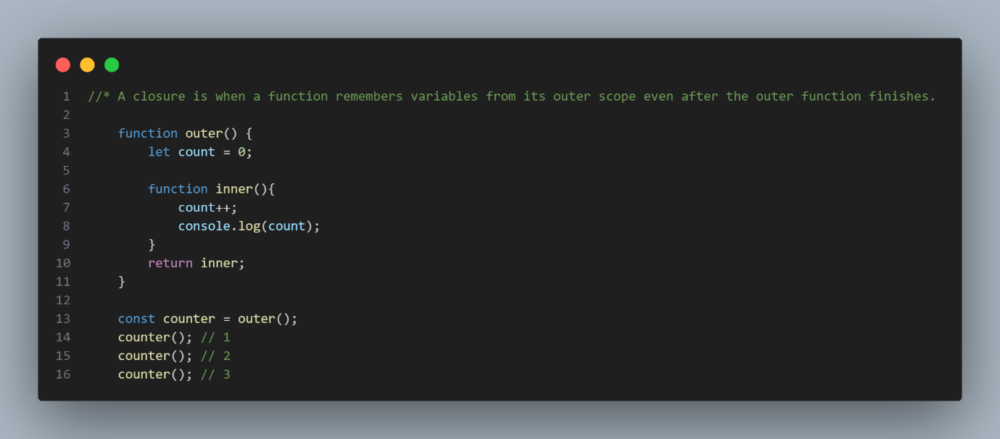 1 //* A closure is when a function remembers variables from its outer scope even after the outer function finishes.
2
3     function outer() {
4         let count = 0;
5
6         function inner(){
7             count++;
8             console.log(count);
9         }
10         return inner;
11     }
12
13     const counter = outer();
14     counter(); // 1
15     counter(); // 2
16     counter(); // 3